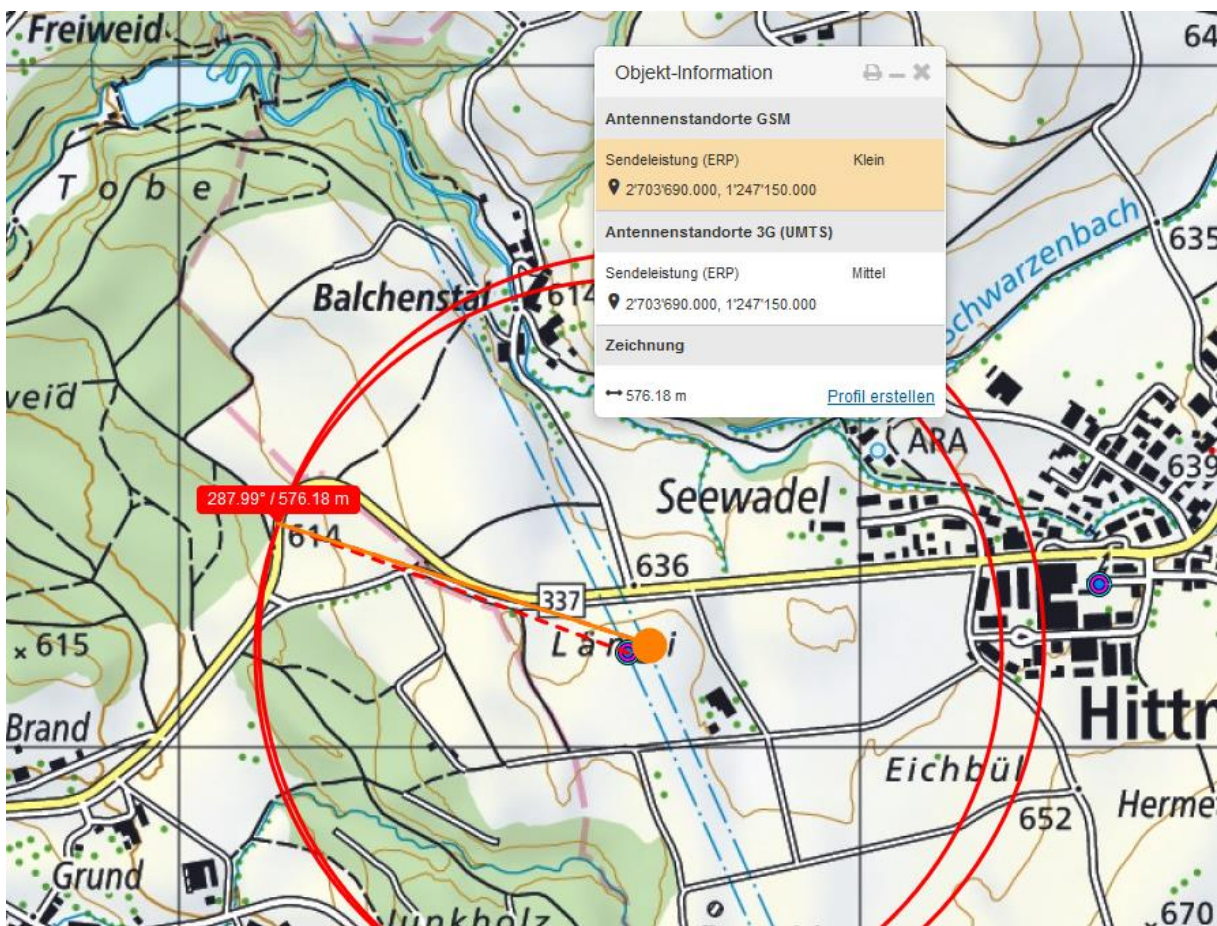 Freiweid
64
Objekt-Information
Antennenstandorte GSM
Sendeleistung (ERP) Klein
2'703'690.000, 1'247'150.000
Antennenstandorte 3G (UMTS)
Sendeleistung (ERP) Mittel
2'703'690.000, 1'247'150.000
Zeichnung
576.18 m Profil erstellen
Tobel
Balchenstal
614
Schwarzenbach
635
weid
ARA
639
287.99° / 576.18 m
614
Seewadel
636
337
615
Hittn
Brand
Eichbül
652
Herme
Grund
Junkholz
670